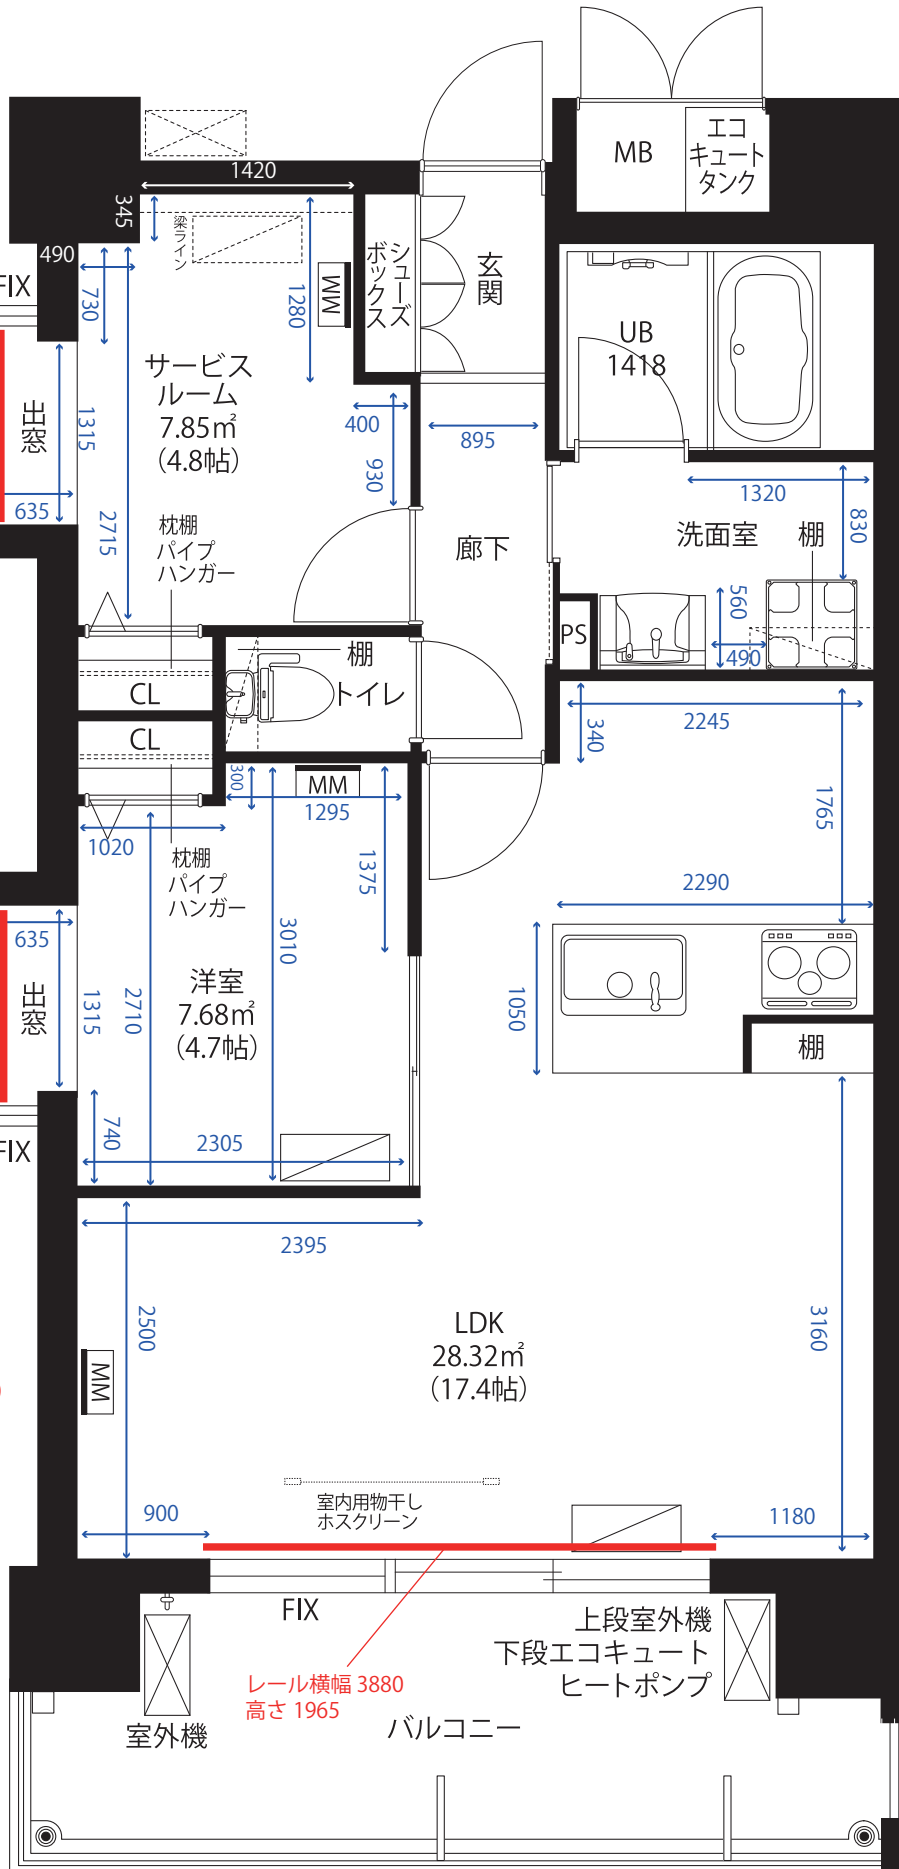 MB
エコ
キュート
タンク
1420
345
梁ライン
490
FIX
730
1280
MM
シューズ
ボックス
玄関
UB
1418
サービス
ルーム
7.85㎡
(4.8帖)
出窓
1315
635
2715
400
930
895
1320
830
枕棚
パイプ
ハンガー
廊下
洗面室
棚
560
490
PS
CL
棚
トイレ
CL
340
2245
1765
300
MM
1295
1020
1375
枕棚
パイプ
ハンガー
2290
635
3010
出窓
1315
2710
洋室
7.68㎡
(4.7帖)
1050
棚
740
2305
FIX
2395
2500
3160
LDK
28.32㎡
(17.4帖)
MM
室内用物干し
ホスクリーン
900
1180
FIX
上段室外機
下段エコキュート
ヒートポンプ
レール横幅 3880
高さ 1965
室外機
バルコニー